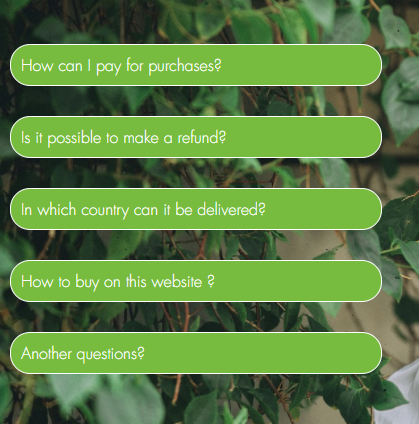 How can I pay for purchases?
Is it possible to make a refund?
In which country can it be delivered?
How to buy on this website ?
Another questions?